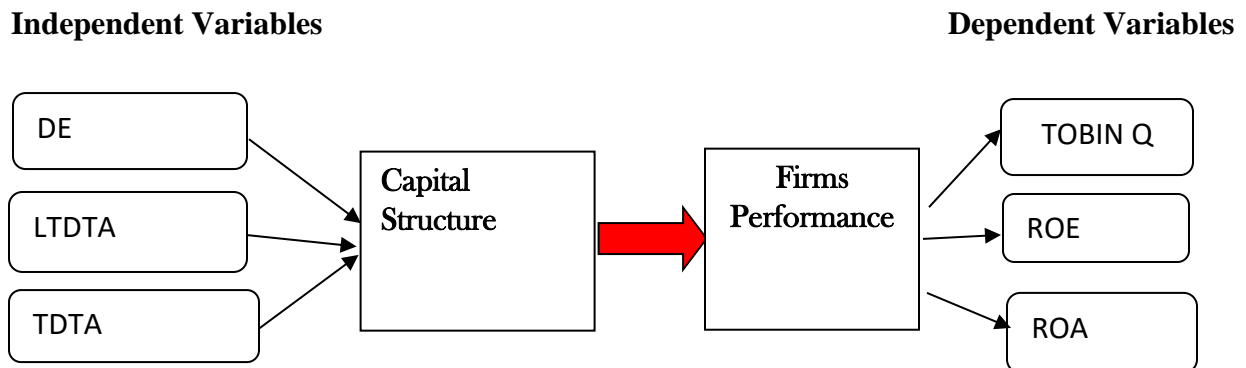 Independent Variables
Dependent Variables
DE
LTDTA
TDTA
Capital
Structure
Firms
Performance
TOBIN Q
ROE
ROA